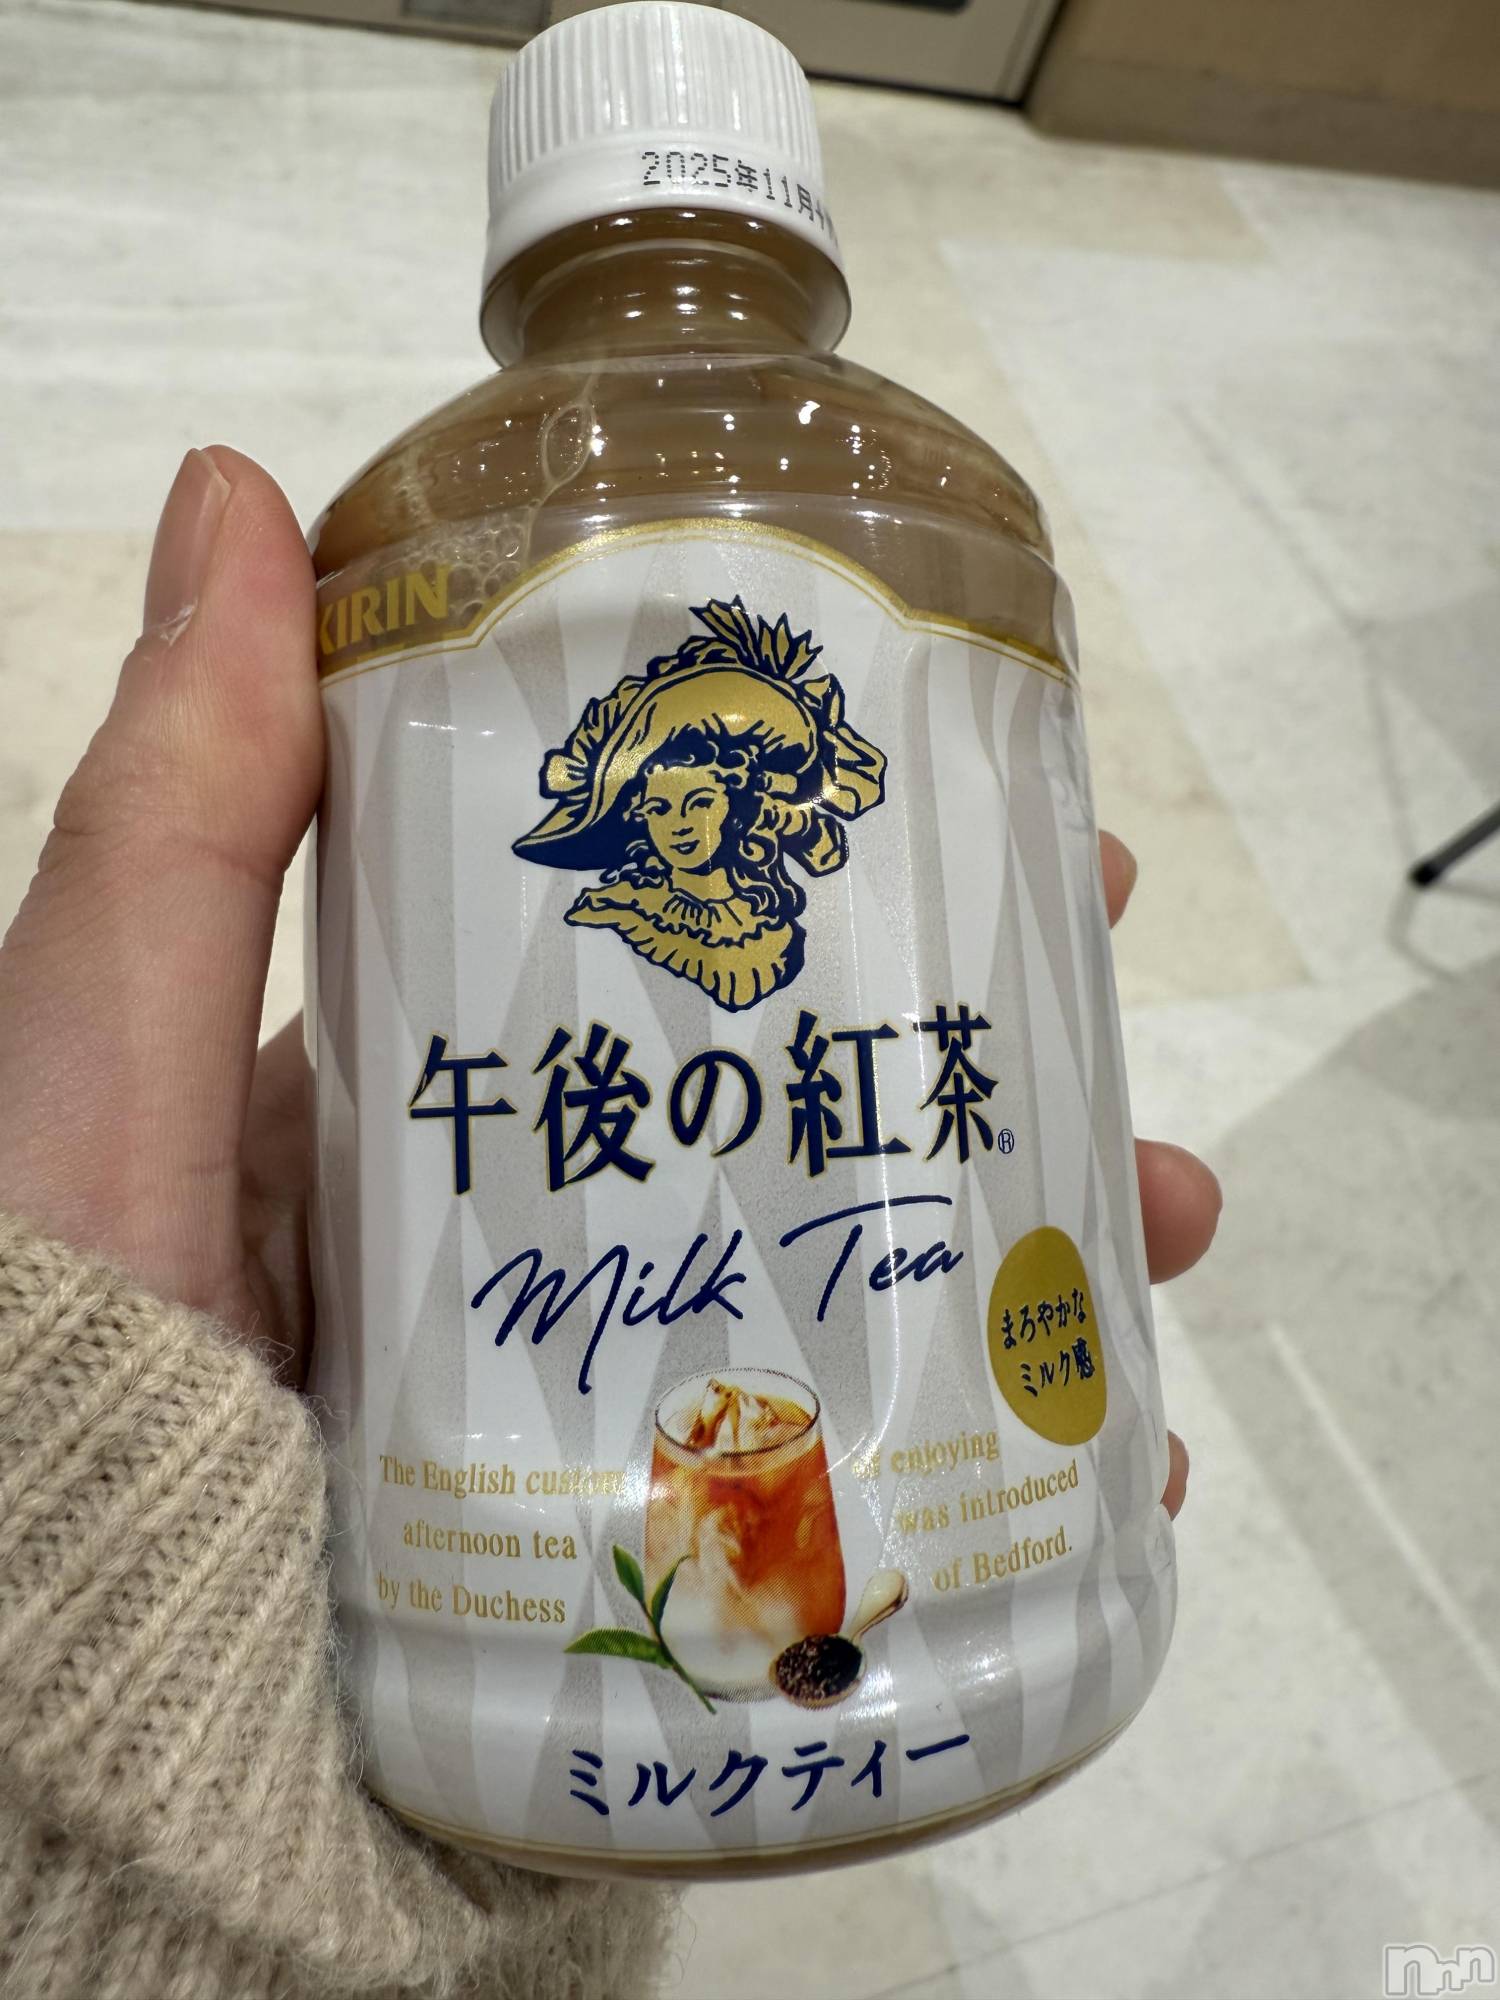 2025年11月
KIRIN
午後の紅茶®
Milk Tea
まろやかな
ミルク感
The English custom of enjoying
afternoon tea was introduced
by the Duchess of Bedford.
ミルクティー
nnn